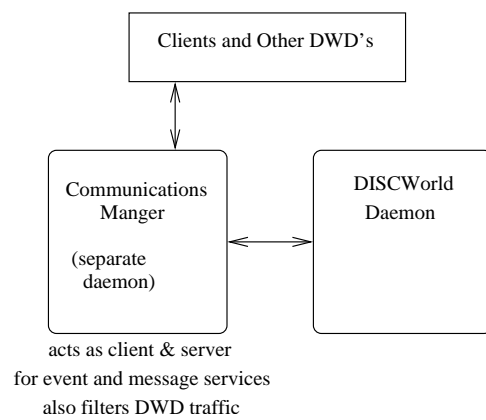 Clients and Other DWD's
Communications
Manger
(separate
daemon)
DISCWorld
Daemon
acts as client & server
for event and message services
also filters DWD traffic